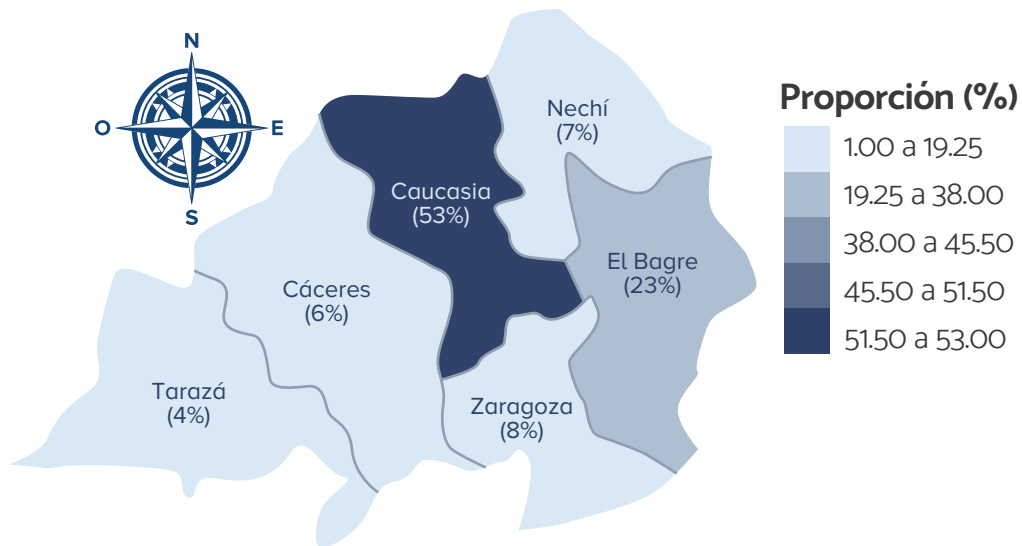 N
O
E
S
Nechí
(7%)
Caucasia
(53%)
El Bagre
(23%)
Cáceres
(6%)
Tarazá
(4%)
Zaragoza
(8%)
Proporción (%)
1.00 a 19.25
19.25 a 38.00
38.00 a 45.50
45.50 a 51.50
51.50 a 53.00